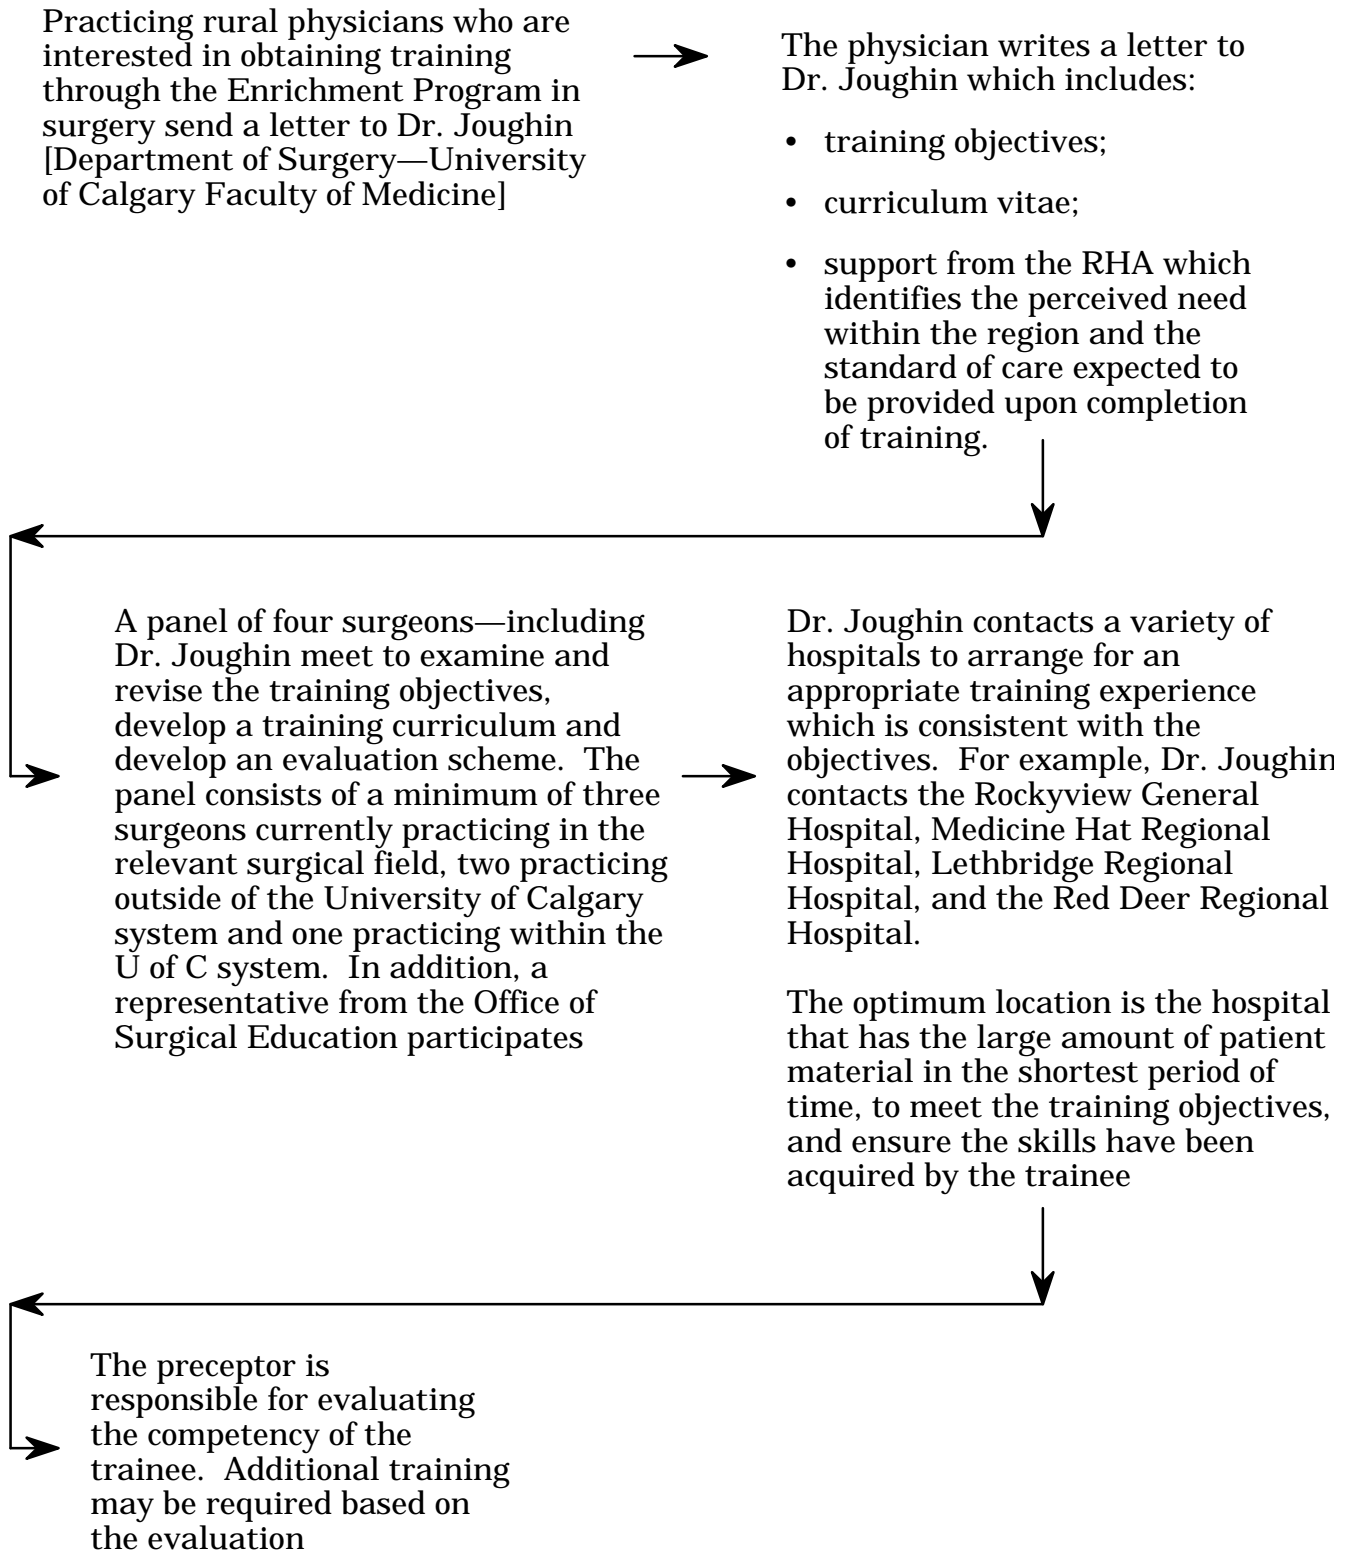 Practicing rural physicians who are
interested in obtaining training
through the Enrichment Program in
surgery send a letter to Dr. Joughin
[Department of Surgery—University
of Calgary Faculty of Medicine]
The physician writes a letter to
Dr. Joughin which includes:
• training objectives;
• curriculum vitae;
• support from the RHA which
identifies the perceived need
within the region and the
standard of care expected to
be provided upon completion
of training.
A panel of four surgeons—including
Dr. Joughin meet to examine and
revise the training objectives,
develop a training curriculum and
develop an evaluation scheme.  The
panel consists of a minimum of three
surgeons currently practicing in the
relevant surgical field, two practicing
outside of the University of Calgary
system and one practicing within the
U of C system.  In addition, a
representative from the Office of
Surgical Education participates
Dr. Joughin contacts a variety of
hospitals to arrange for an
appropriate training experience
which is consistent with the
objectives.  For example, Dr. Joughin
contacts the Rockyview General
Hospital, Medicine Hat Regional
Hospital, Lethbridge Regional
Hospital, and the Red Deer Regional
Hospital.
The optimum location is the hospital
that has the large amount of patient
material in the shortest period of
time, to meet the training objectives,
and ensure the skills have been
acquired by the trainee
The preceptor is
responsible for evaluating
the competency of the
trainee.  Additional training
may be required based on
the evaluation